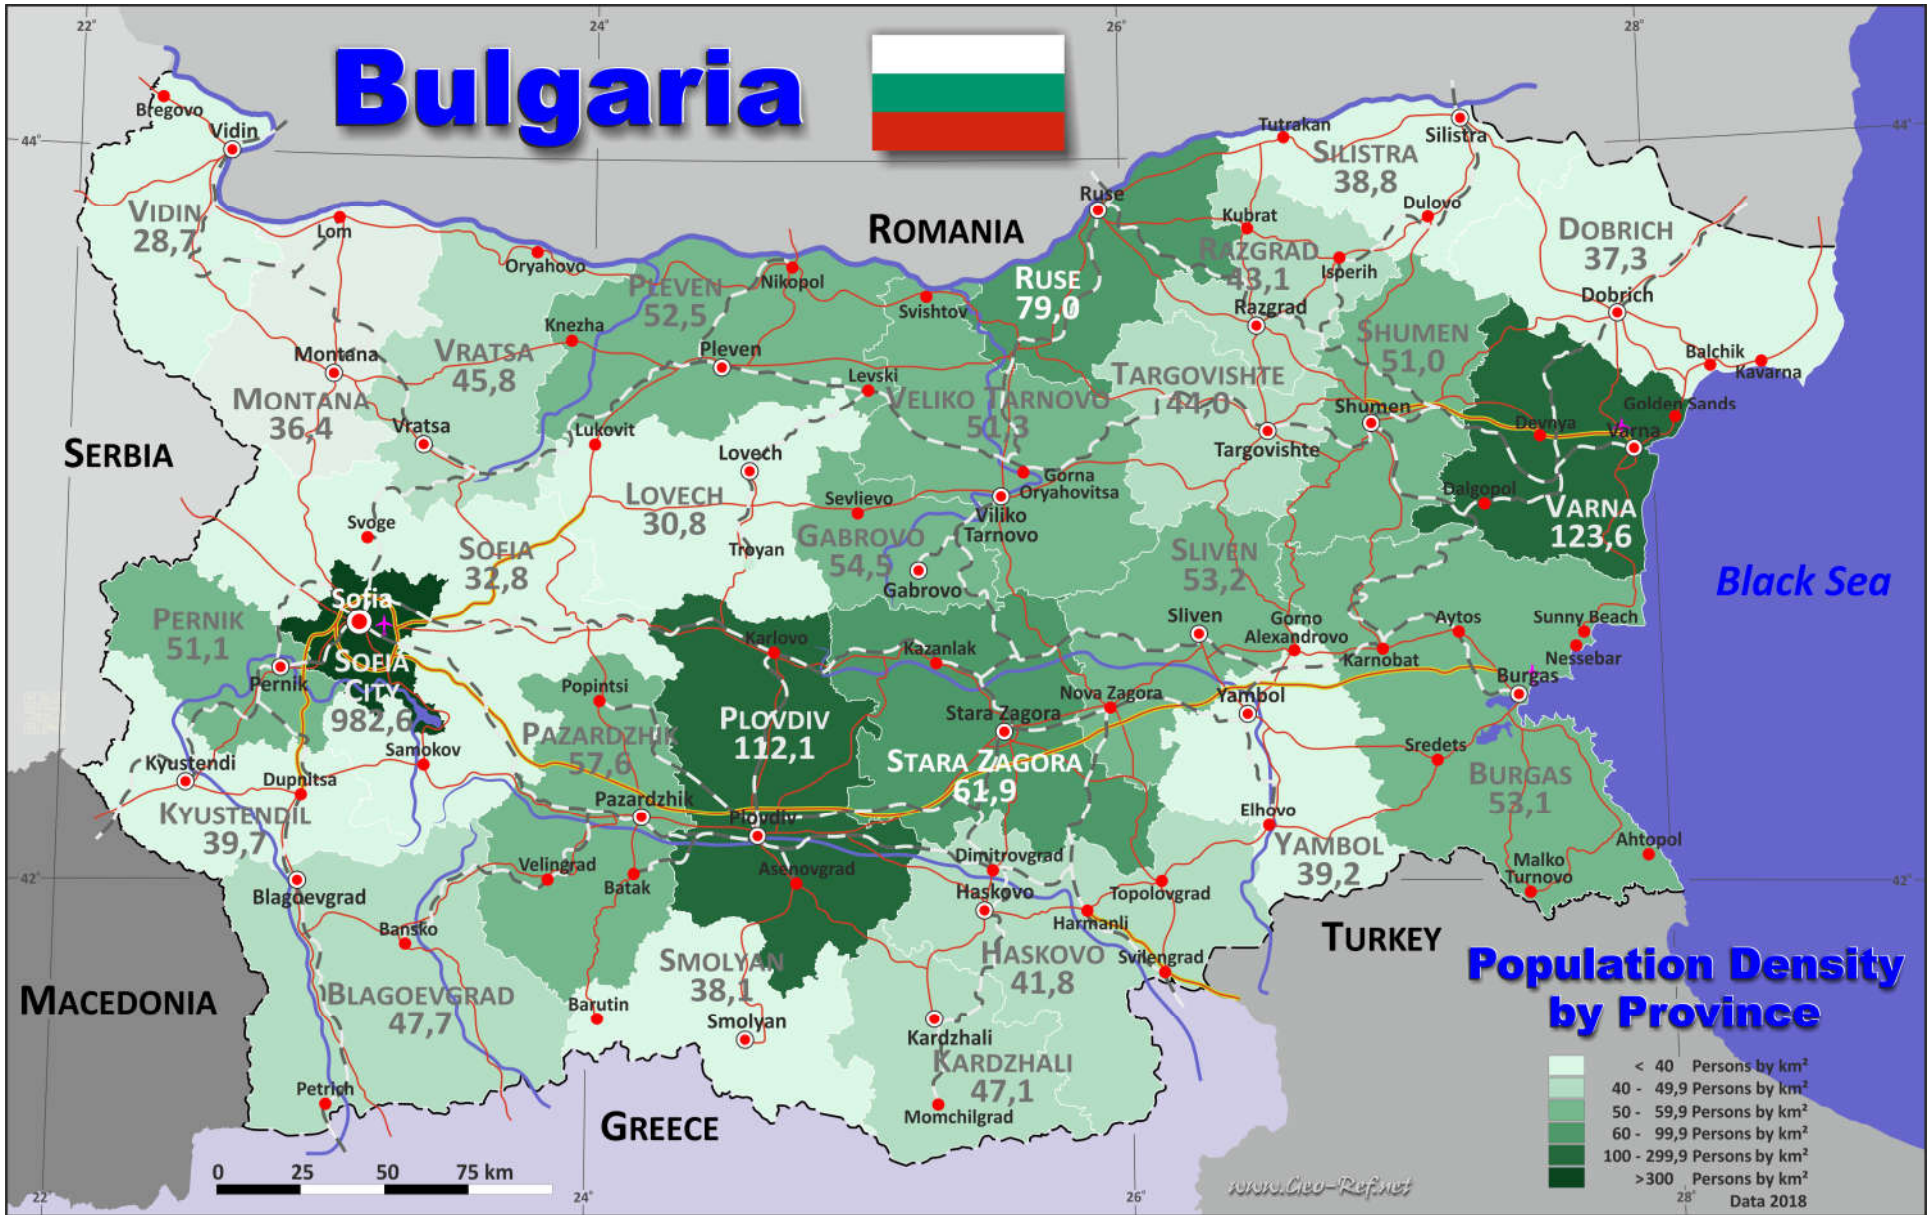 22° 24° 26° 28°
Bulgaria
Bregovo
Vidin
44° 44°
Tutrakan
Silistra
SILISTRA
38,8
VIDIN
28,7
Lom
Ruse
Kubrat
Dulovo
ROMANIA
DOBRICH
37,3
Oryahovo
PLEVEN
52,5
Nikopol
RUSE
79,0
RAZGRAD
43,1
Isperih
Svishtov
Razgrad
Dobrich
Knezha
SHUMEN
51,0
Montana
VRATSA
45,8
Pleven
Levski
TARGOVISHTE
44,0
Balchik
Kavarna
MONTANA
36,4
VELIKO TARNOVO
51,3
Shumen
Golden Sands
Vratsa
Lukovit
Targovishte
Devnya
Varna
SERBIA
Lovech
LOVECH
30,8
Gorna
Oryahovitsa
Sevlievo
Viliko
Tarnovo
Dalgopol
VARNA
123,6
Svoge
SOFIA
32,8
Troyan
GABROVO
54,5
Gabrovo
SLIVEN
53,2
Black Sea
Sofia
PERNIK
51,1
SOFIA
CITY
982,6
Pernik
Karlovo
Kazanlak
Sliven
Gorno
Alexandrovo
Karnobat
Aytos
Sunny Beach
Nessebar
Burgas
Popintsi
PAZARDZHIK
57,6
PLOVDIV
112,1
Stara Zagora
Nova Zagora
Yambol
STARA ZAGORA
61,9
Samokov
Sredets
BURGAS
53,1
Kyustendi
Dupnitsa
KYUSTENDIL
39,7
Pazardzhik
Plovdiv
Elhovo
YAMBOL
39,2
Ahtopol
Malko
Turnovo
42° 42°
Blagoevgrad
Velingrad
Batak
Asenovgrad
Dimitrovgrad
Haskovo
Topolovgrad
Harmanli
Bansko
TURKEY
SMOLYAN
38,1
HASKOVO
41,8
Svilengrad
MACEDONIA
BLAGOEVGRAD
47,7
Barutin
Smolyan
Kardzhali
KARDZHALI
47,1
Momchilgrad
Petrich
GREECE
Population Density
by Province
< 40 Persons by km²
40 - 49,9 Persons by km²
50 - 59,9 Persons by km²
60 - 99,9 Persons by km²
100 - 299,9 Persons by km²
>300 Persons by km²
Data 2018
0 25 50 75 km
www.Geo-Ref.net
22° 24° 26° 28°